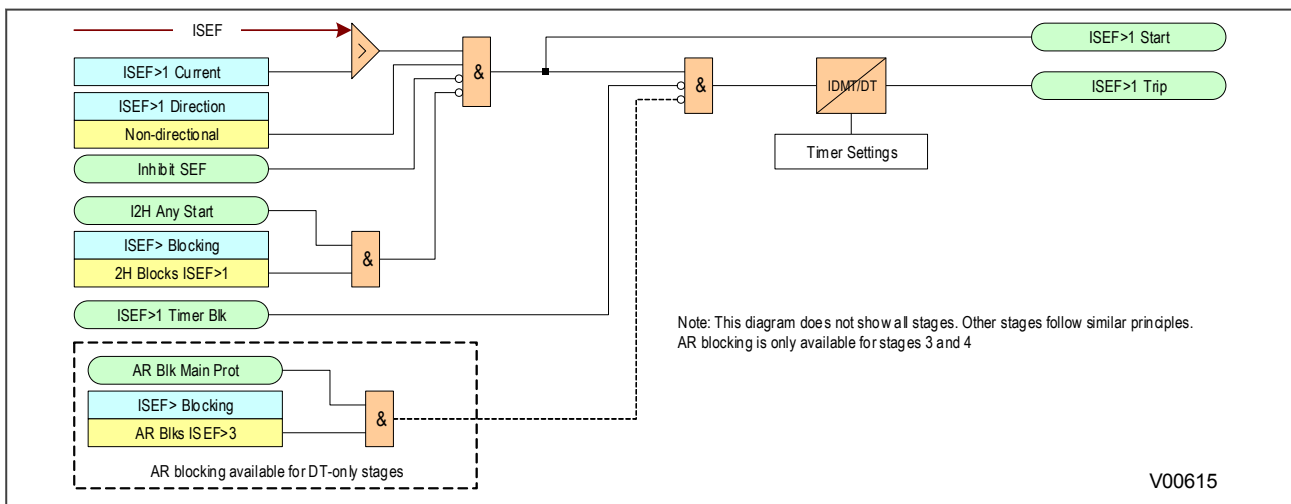 ISEF
ISEF>1 Start
>
ISEF>1 Current
&
&
IDMT/DT
ISEF>1 Trip
ISEF>1 Direction
Non-directional
Timer Settings
Inhibit SEF
I2H Any Start
ISEF> Blocking
&
2H Blocks ISEF>1
ISEF>1 Timer Blk
Note: This diagram does not show all stages. Other stages follow similar principles.
AR blocking is only available for stages 3 and 4
AR Blk Main Prot
ISEF> Blocking
&
AR Blks ISEF>3
AR blocking available for DT-only stages
V00615